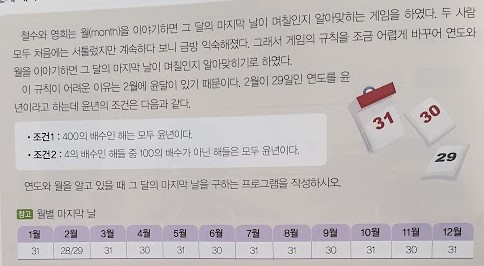 철수와 영희는 월(month)을 이야기하면 그 달의 마지막 날이 며칠인지 알아맞히는 게임을 하였다. 두 사람
모두 처음에는 서툴렀지만 계속하다 보니 금방 익숙해졌다. 그래서 게임의 규칙을 조금 어렵게 바꾸어 연도와
월을 이야기하면 그 달의 마지막 날이 며칠인지 알아맞히기로 하였다.
이 규칙이 어려운 이유는 2월에 윤달이 있기 때문이다. 2월이 29일인 연도를 윤
년이라고 하는데 윤년의 조건은 다음과 같다.
• 조건1 : 400의 배수인 해는 모두 윤년이다.
• 조건2 : 4의 배수인 해들 중 100의 배수가 아닌 해들은 모두 윤년이다.
31
30
29
연도와 월을 알고 있을 때 그 달의 마지막 날을 구하는 프로그램을 작성하시오.
참고 월별 마지막 날
1월 2월 3월 4월 5월 6월 7월 8월 9월 10월 11월 12월
31 28/29 31 30 31 30 31 31 30 31 30 31